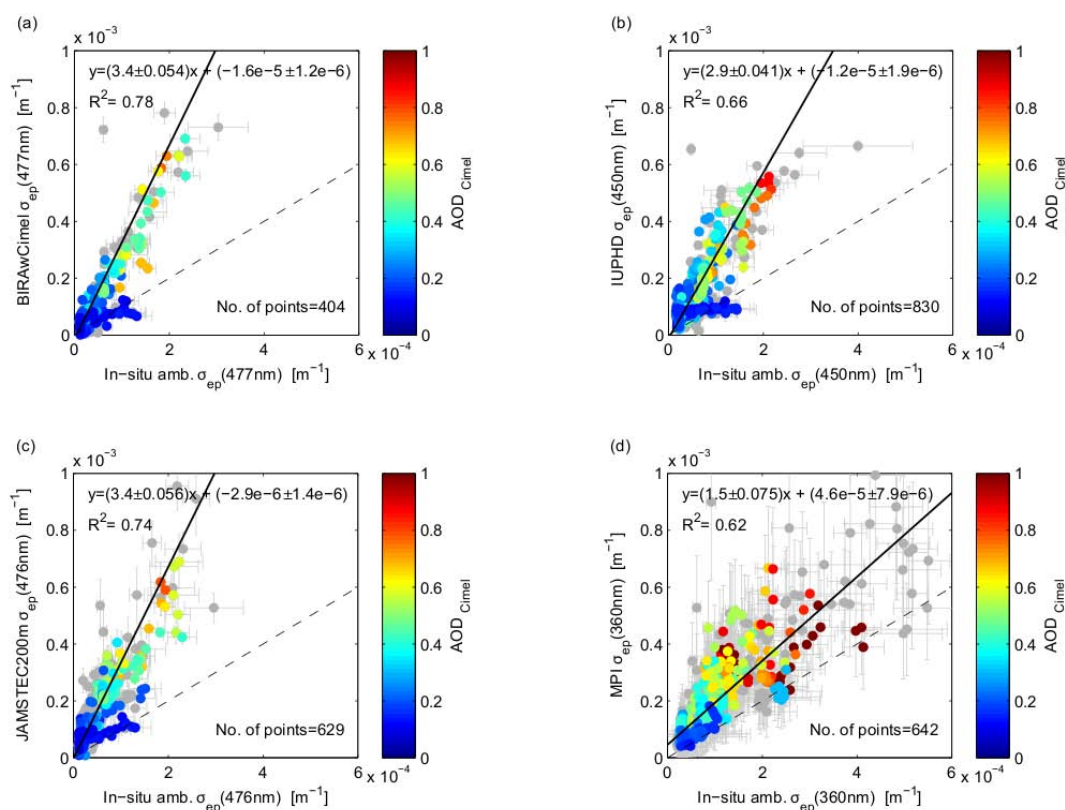 (a)
x 10⁻³
y=(3.4±0.054)x + (−1.6e−5 ±1.2e−6)
R²= 0.78
No. of points=404
1
0.8
0.6
0.4
0.2
0
0 2 4 6
x 10⁻⁴
BIRAwCimel σep(477nm) [m⁻¹]
In−situ amb. σep(477nm) [m⁻¹]
1
0.8
0.6
0.4
0.2
0
AOD Cimel
(b)
x 10⁻³
y=(2.9±0.041)x + (−1.2e−5 ±1.9e−6)
R²= 0.66
No. of points=830
1
0.8
0.6
0.4
0.2
0
0 2 4 6
x 10⁻⁴
IUPHD σep(450nm) [m⁻¹]
In−situ amb. σep(450nm) [m⁻¹]
1
0.8
0.6
0.4
0.2
0
AOD Cimel
(c)
x 10⁻³
y=(3.4±0.056)x + (−2.9e−6 ±1.4e−6)
R²= 0.74
No. of points=629
1
0.8
0.6
0.4
0.2
0
0 2 4 6
x 10⁻⁴
JAMSTEC200m σep(476nm) [m⁻¹]
In−situ amb. σep(476nm) [m⁻¹]
1
0.8
0.6
0.4
0.2
0
AOD Cimel
(d)
x 10⁻³
y=(1.5±0.075)x + (4.6e−5 ±7.9e−6)
R²= 0.62
No. of points=642
1
0.8
0.6
0.4
0.2
0
0 2 4 6
x 10⁻⁴
MPI σep(360nm) [m⁻¹]
In−situ amb. σep(360nm) [m⁻¹]
1
0.8
0.6
0.4
0.2
0
AOD Cimel